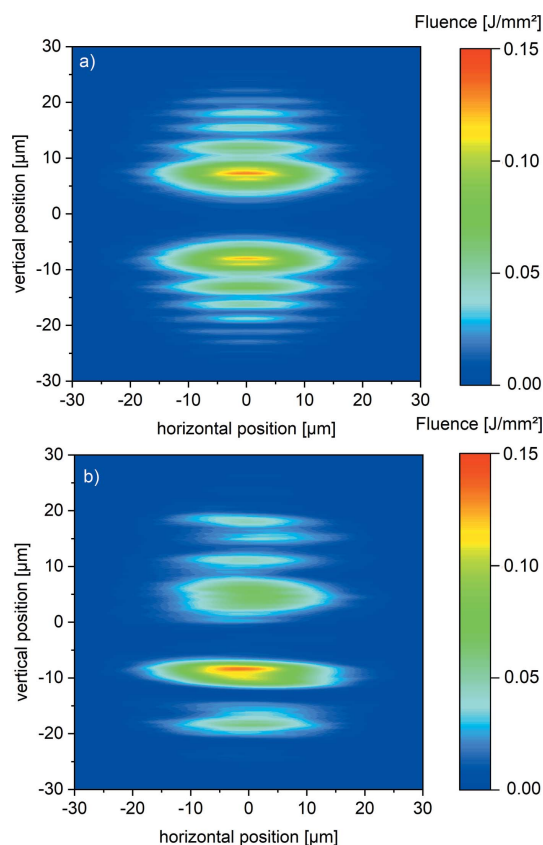 Fluence [J/mm²]
a)
30
20
10
0
-10
-20
-30
vertical position [µm]
-30 -20 -10 0 10 20 30
horizontal position [µm]
0.15
0.10
0.05
0.00
Fluence [J/mm²]
b)
30
20
10
0
-10
-20
-30
vertical position [µm]
-30 -20 -10 0 10 20 30
horizontal position [µm]
0.15
0.10
0.05
0.00